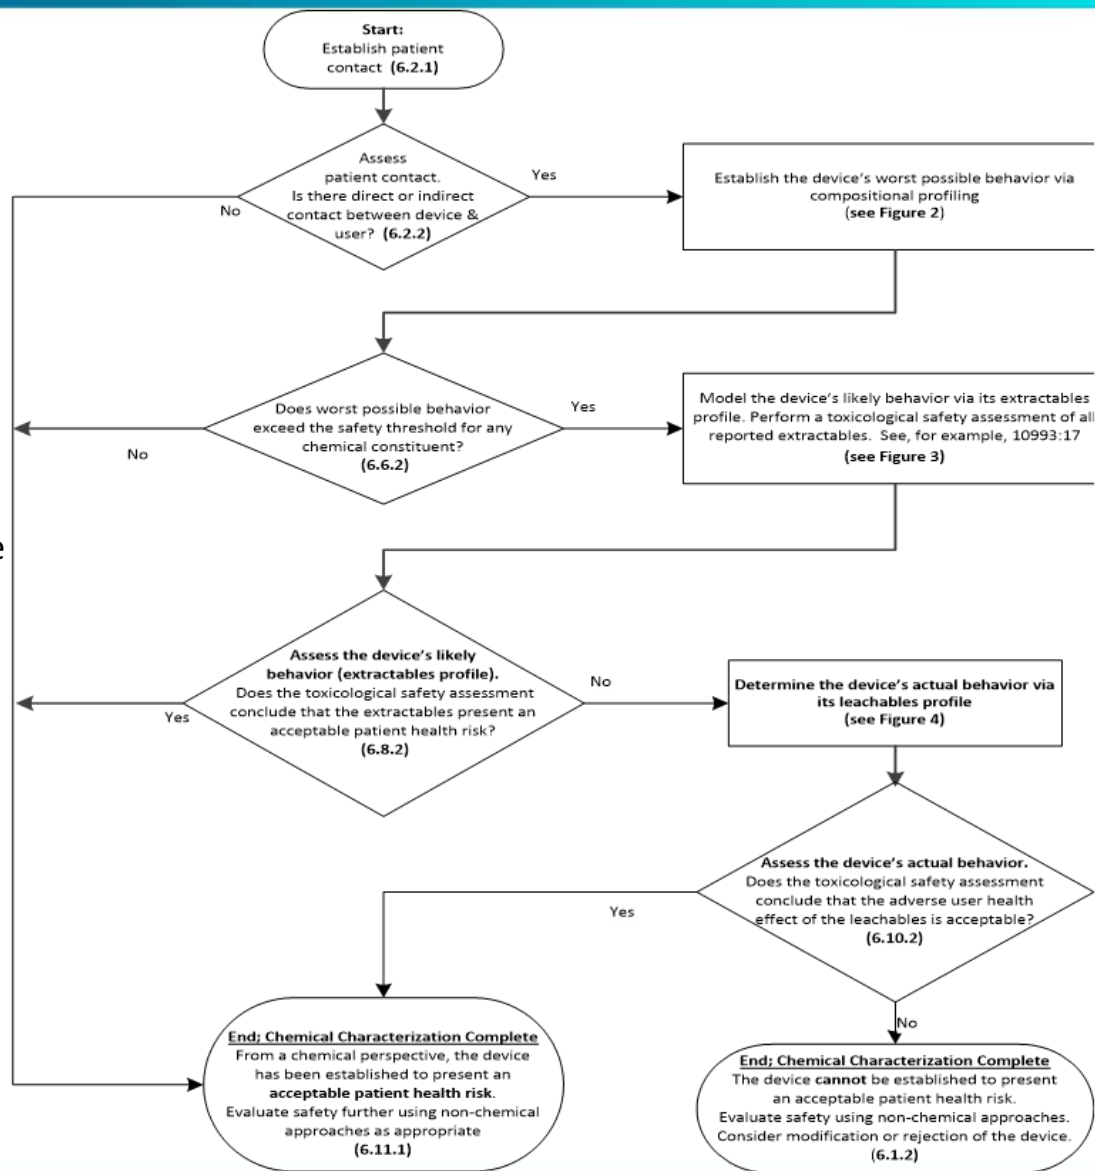 Start:
Establish patient
contact (6.2.1)
Assess
patient contact.
Is there direct or indirect
contact between device &
user? (6.2.2)
Yes
No
Establish the device's worst possible behavior via
compositional profiling
(see Figure 2)
Does worst possible behavior
exceed the safety threshold for any
chemical constituent?
(6.6.2)
Yes
No
Model the device's likely behavior via its extractables
profile. Perform a toxicological safety assessment of all
reported extractables. See, for example, 10993:17
(see Figure 3)
e
Assess the device's likely
behavior (extractables profile).
Does the toxicological safety assessment
conclude that the extractables present an
acceptable patient health risk?
(6.8.2)
No
Yes
Determine the device's actual behavior via
its leachables profile
(see Figure 4)
Assess the device's actual behavior.
Does the toxicological safety assessment
conclude that the adverse user health
effect of the leachables is acceptable?
(6.10.2)
Yes
No
End; Chemical Characterization Complete
From a chemical perspective, the device
has been established to present an
acceptable patient health risk.
Evaluate safety further using non-chemical
approaches as appropriate
(6.11.1)
End; Chemical Characterization Complete
The device cannot be established to present
an acceptable patient health risk.
Evaluate safety using non-chemical approaches.
Consider modification or rejection of the device.
(6.1.2)